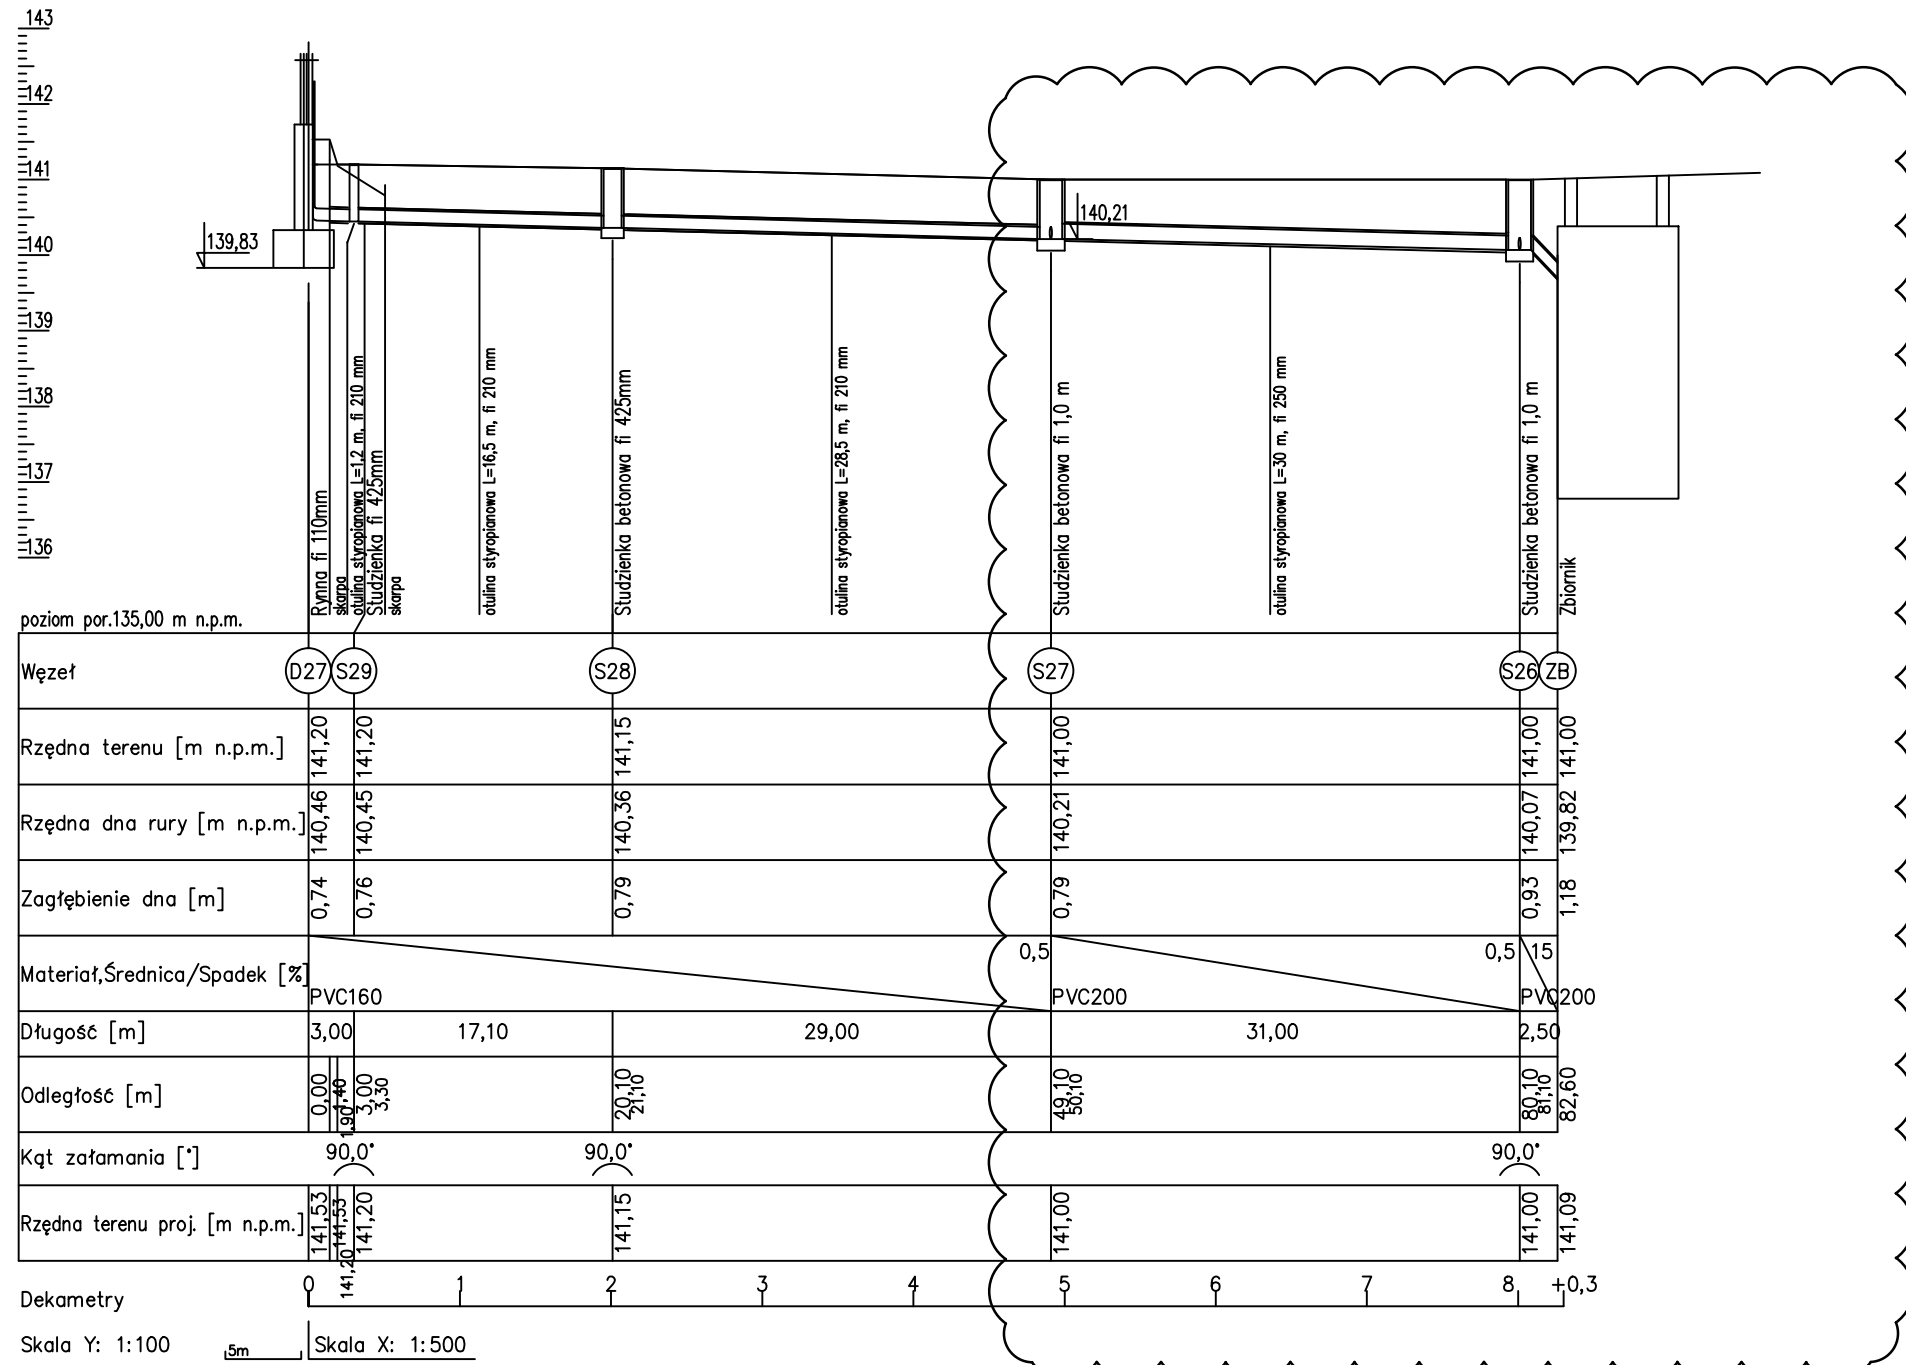 143
142
141
140
139
138
137
136
139,83
140,21
Rynna fi 110mm
skarpa
otulina styropianowa L=1,2 m, fi 210 mm
Studzienka fi 425mm
skarpa
otulina styropianowa L=16,5 m, fi 210 mm
Studzienka betonowa fi 425mm
otulina styropianowa L=28,5 m, fi 210 mm
Studzienka betonowa fi 1,0 m
otulina styropianowa L=30 m, fi 250 mm
Studzienka betonowa fi 1,0 m
Zbiornik
poziom por.135,00 m n.p.m.
Węzeł D27 S29 S28 S27 S26 ZB
Rzędna terenu [m n.p.m.] 141,20 141,20 141,15 141,00 141,00 141,00
Rzędna dna rury [m n.p.m.] 140,46 140,45 140,36 140,21 140,07 139,82
Zagłębienie dna [m] 0,74 0,76 0,79 0,79 0,93 1,18
0,5 0,5 15
Materiał,Średnica/Spadek [%]
PVC160 PVC200 PVC200
Długość [m] 3,00 17,10 29,00 31,00 2,50
Odległość [m] 0,00 1,40 1,90 3,00 3,30 20,10 21,10 49,10 50,10 80,10 81,10 82,60
Kąt załamania [°] 90,0° 90,0° 90,0°
Rzędna terenu proj. [m n.p.m.] 141,53 141,53 141,20 141,20 141,15 141,00 141,00 141,09
Dekametry 0 1 2 3 4 5 6 7 8 +0,3
Skala Y: 1:100 5m Skala X: 1:500